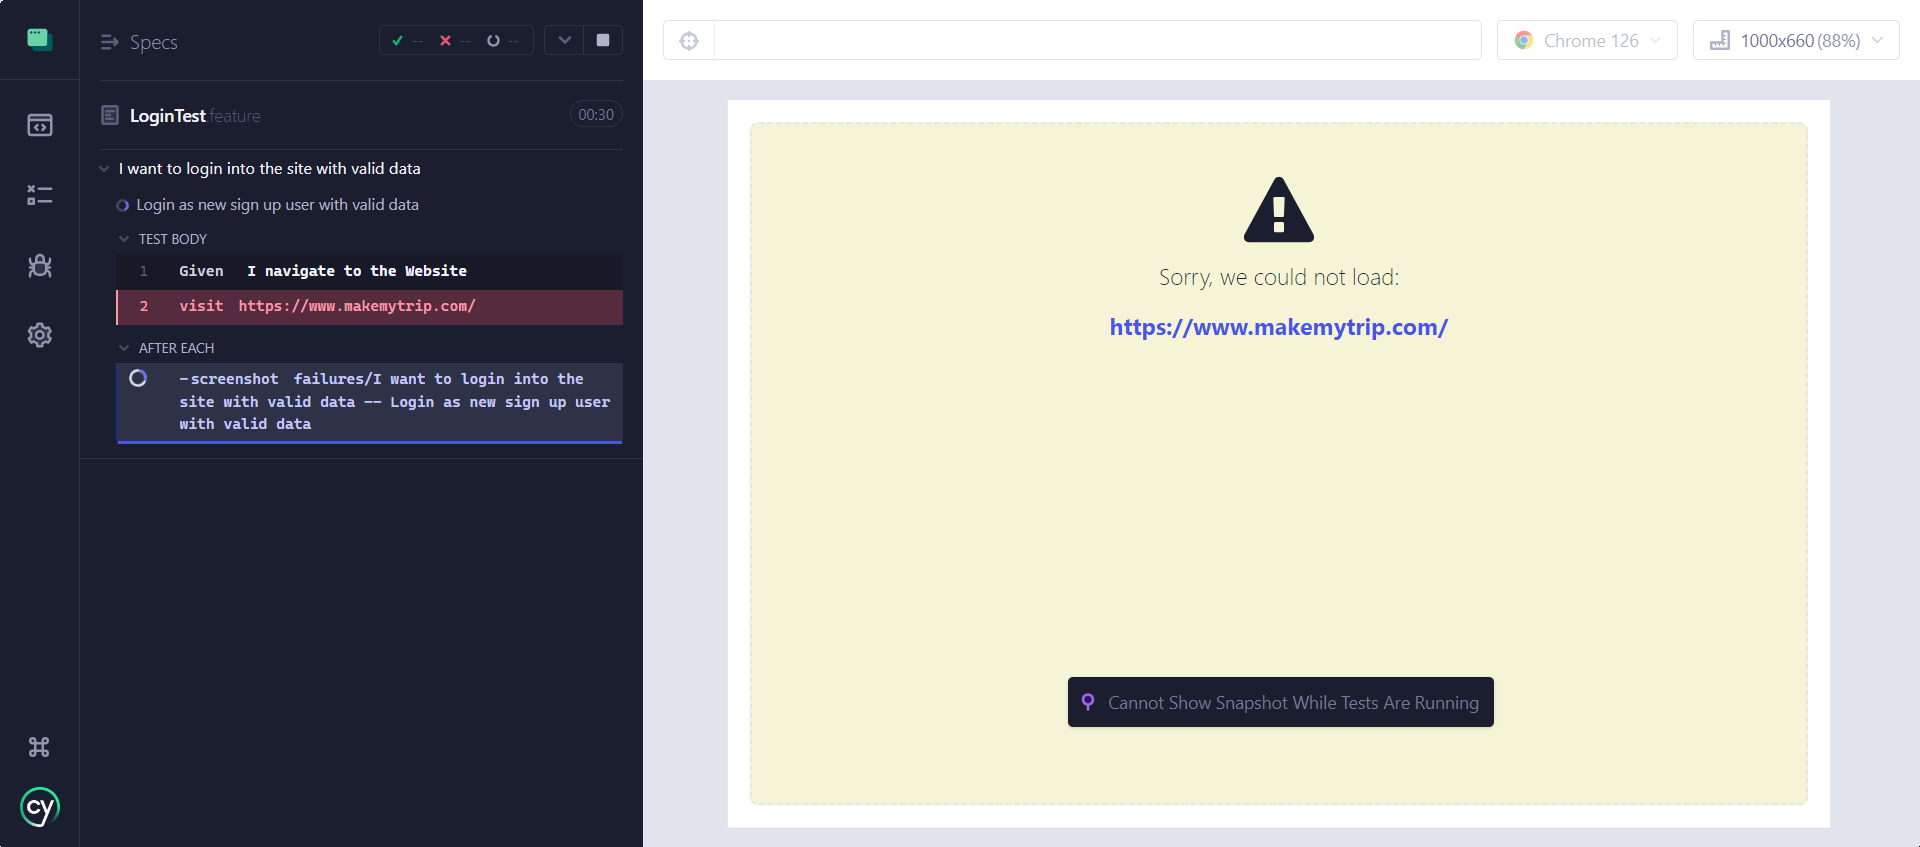 Specs
-- -- --
LoginTest feature
00:30
I want to login into the site with valid data
Login as new sign up user with valid data
TEST BODY
1 Given I navigate to the Website
2 visit https://www.makemytrip.com/
AFTER EACH
-screenshot failures/I want to login into the
site with valid data -- Login as new sign up user
with valid data
cy
Chrome 126
1000x660 (88%)
Sorry, we could not load:
https://www.makemytrip.com/
Cannot Show Snapshot While Tests Are Running